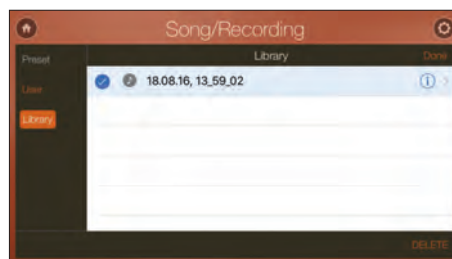 Song/Recording
Preset
Library
Done
User
Library
18.08.16, 13_59_02
DELETE